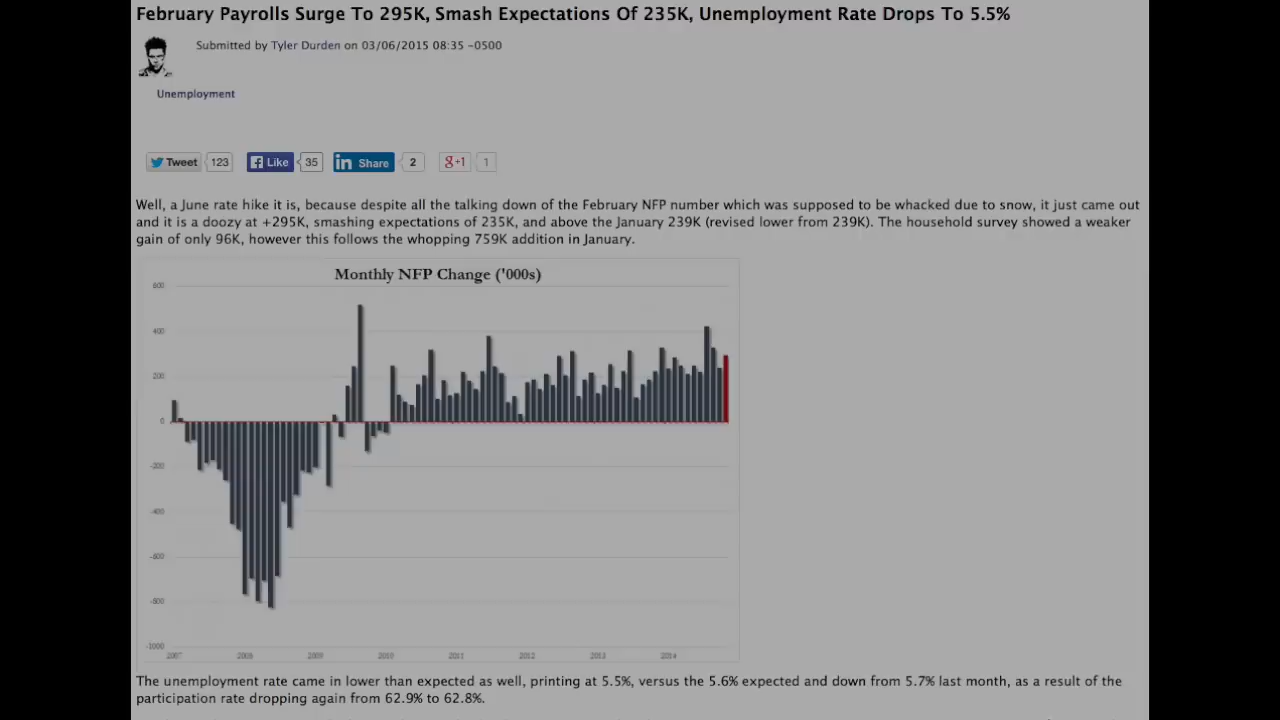 February Payrolls Surge To 295K, Smash Expectations Of 235K, Unemployment Rate Drops To 5.5%
Submitted by Tyler Durden on 03/06/2015 08:35 -0500
Unemployment
Tweet 123 Like 35 Share 2 g+1 1
Well, a June rate hike it is, because despite all the talking down of the February NFP number which was supposed to be whacked due to snow, it just came out
and it is a doozy at +295K, smashing expectations of 235K, and above the January 239K (revised lower from 239K). The household survey showed a weaker
gain of only 96K, however this follows the whopping 759K addition in January.
Monthly NFP Change ('000s)
600
400
200
0
-200
-400
-600
-800
-1000
2007 2008 2009 2010 2011 2012 2013 2014
The unemployment rate came in lower than expected as well, printing at 5.5%, versus the 5.6% expected and down from 5.7% last month, as a result of the
participation rate dropping again from 62.9% to 62.8%.